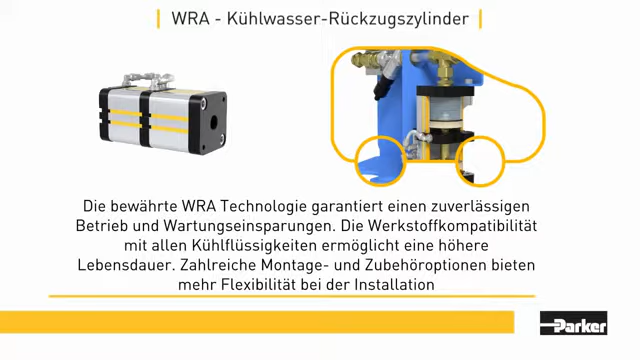 WRA - Kühlwasser-Rückzugszylinder
Die bewährte WRA Technologie garantiert einen zuverlässigen
Betrieb und Wartungseinsparungen. Die Werkstoffkompatibilität
mit allen Kühlflüssigkeiten ermöglicht eine höhere
Lebensdauer. Zahlreiche Montage- und Zubehöroptionen bieten
mehr Flexibilität bei der Installation
Parker